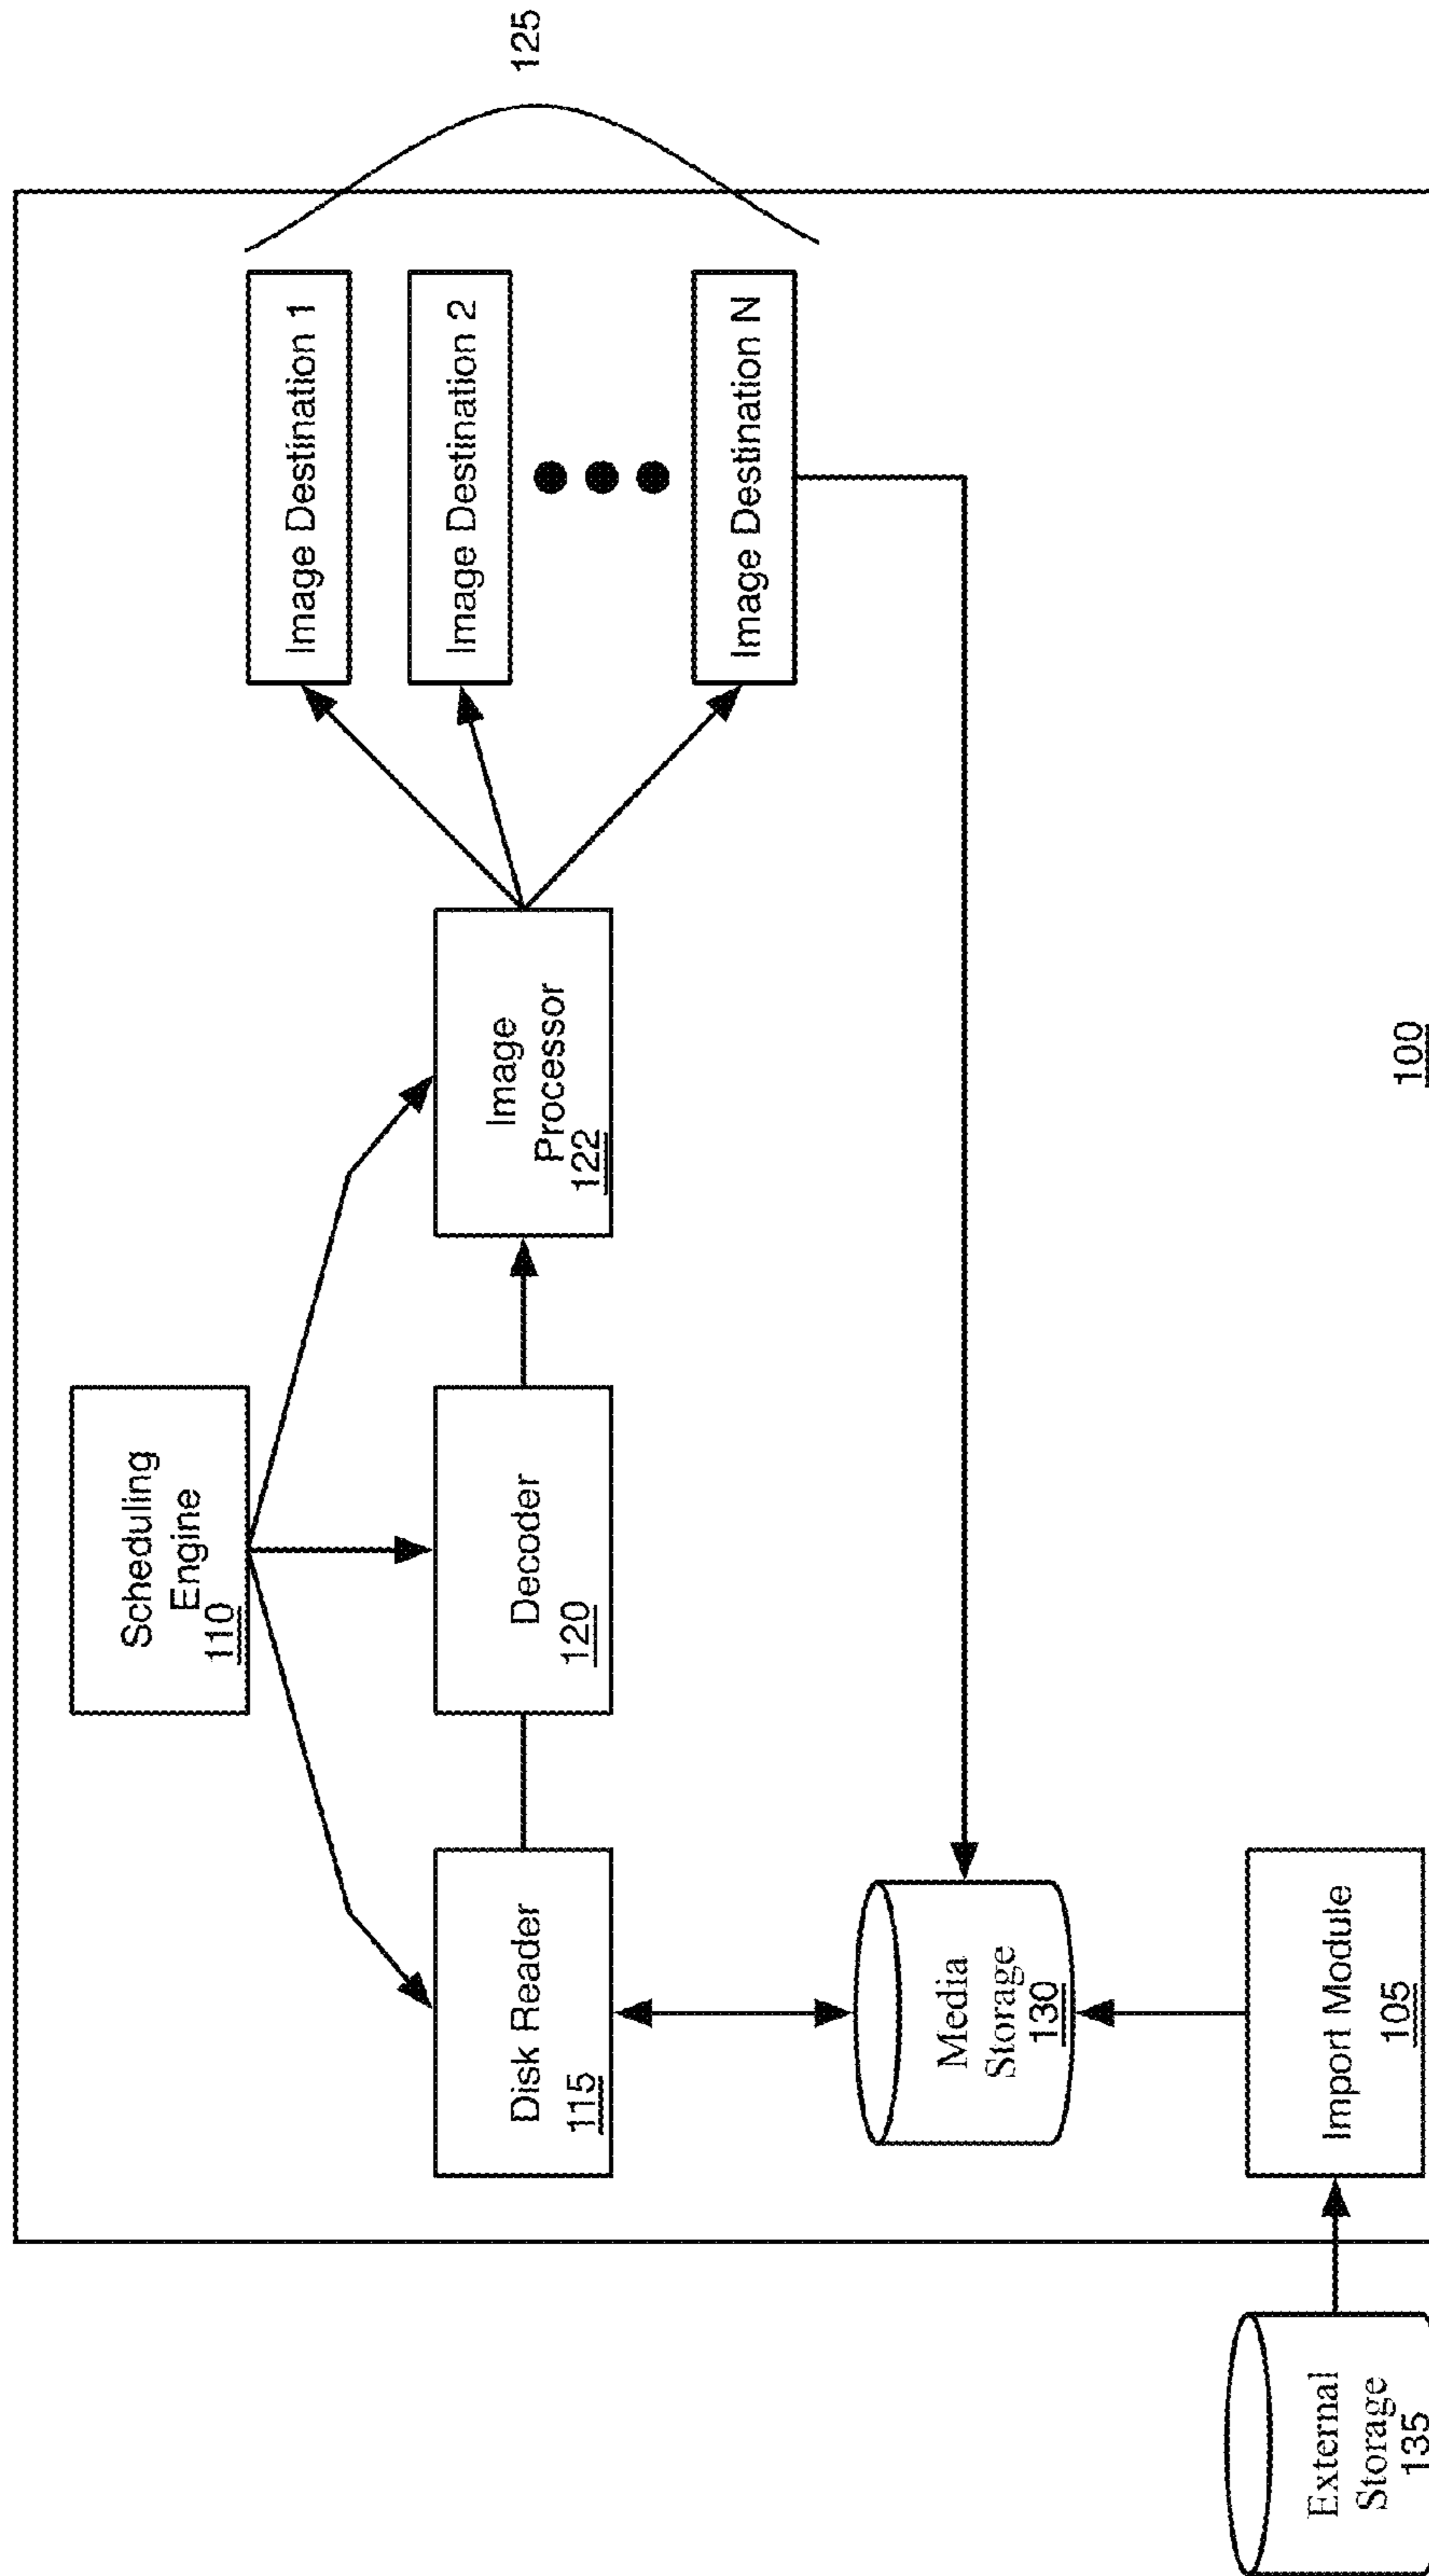 Scheduling
Engine
110
Disk Reader
115
Decoder
120
Image
Processor
122
Image Destination 1
Image Destination 2
Image Destination N
125
Media
Storage
130
External
Storage
135
Import Module
105
100